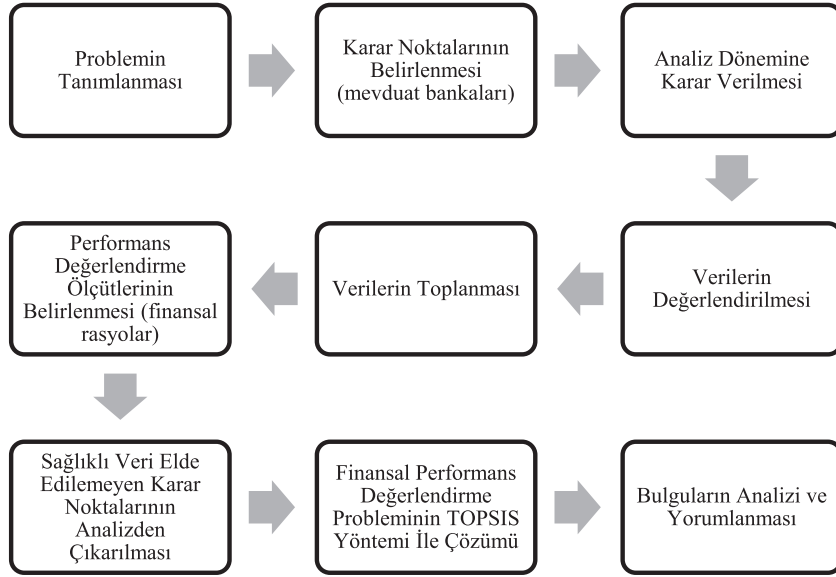 Problemin
Tanımlanması
Karar Noktalarının
Belirlenmesi
(mevduat bankaları)
Analiz Dönemine
Karar Verilmesi
Verilerin
Değerlendirilmesi
Verilerin Toplanması
Performans
Değerlendirme
Ölçütlerinin
Belirlenmesi (finansal
rasyolar)
Sağlıklı Veri Elde
Edilemeyen Karar
Noktalarının
Analizden
Çıkarılması
Finansal Performans
Değerlendirme
Probleminin TOPSIS
Yöntemi İle Çözümü
Bulguların Analizi ve
Yorumlanması